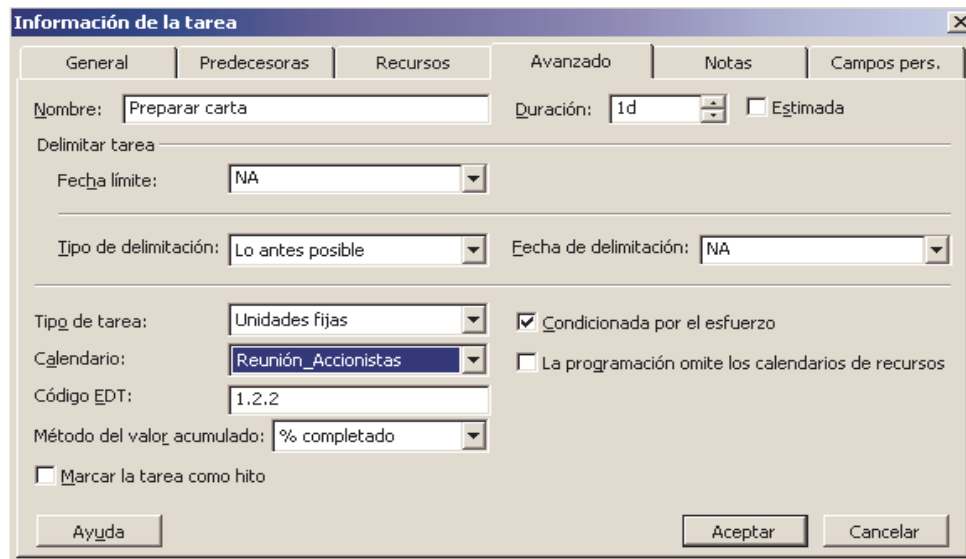 Información de la tarea
General Predecesoras Recursos Avanzado Notas Campos pers.
Nombre: Preparar carta Duración: 1d Estimada
Delimitar tarea
Fecha límite: NA
Tipo de delimitación: Lo antes posible Fecha de delimitación: NA
Tipo de tarea: Unidades fijas Condicionada por el esfuerzo
Calendario: Reunión_Accionistas La programación omite los calendarios de recursos
Código EDT: 1.2.2
Método del valor acumulado: % completado
Marcar la tarea como hito
Ayuda Aceptar Cancelar